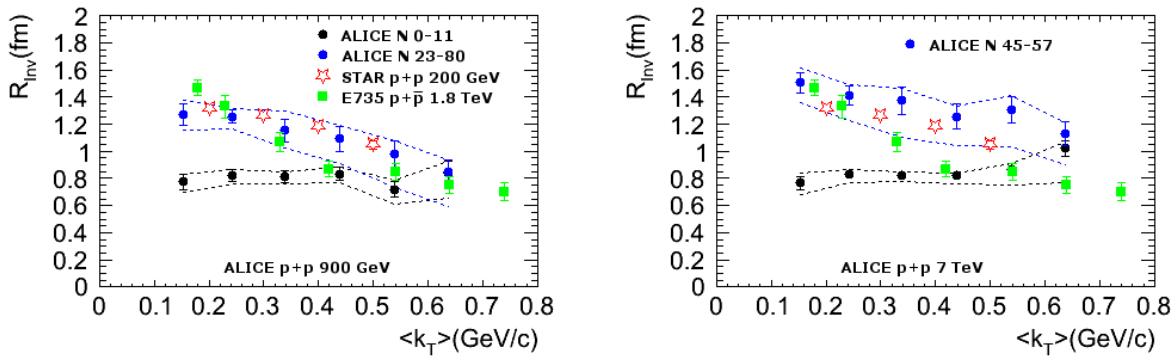 R_Inv(fm)
2
1.8
1.6
1.4
1.2
1
0.8
0.6
0.4
0.2
0
ALICE N 0-11
ALICE N 23-80
STAR p+p 200 GeV
E735 p+p̅ 1.8 TeV
ALICE p+p 900 GeV
0 0.1 0.2 0.3 0.4 0.5 0.6 0.7 0.8
<k_T>(GeV/c)
R_Inv(fm)
2
1.8
1.6
1.4
1.2
1
0.8
0.6
0.4
0.2
0
ALICE N 45-57
ALICE p+p 7 TeV
0 0.1 0.2 0.3 0.4 0.5 0.6 0.7 0.8
<k_T>(GeV/c)